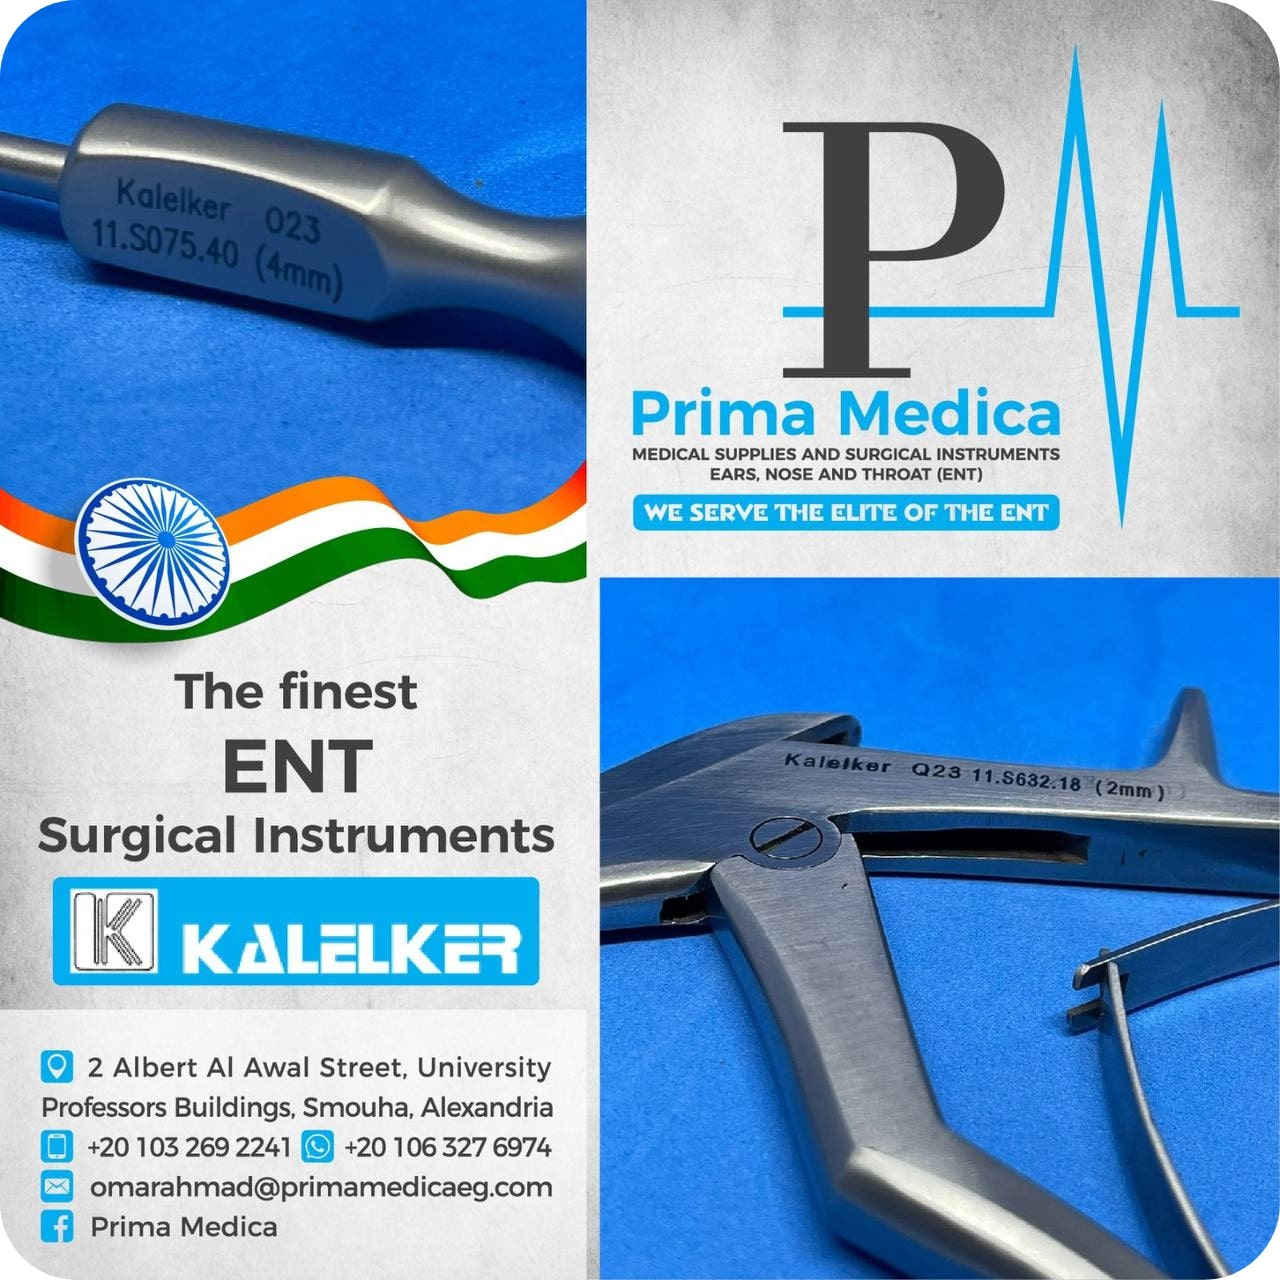 Kalelker Q23
11.S075.40 (4mm)
P
Prima Medica
MEDICAL SUPPLIES AND SURGICAL INSTRUMENTS
EARS, NOSE AND THROAT (ENT)
WE SERVE THE ELITE OF THE ENT
The finest
ENT
Surgical Instruments
K KALELKER
Kalelker Q23 11.S632.18 (2mm)
2 Albert Al Awal Street, University
Professors Buildings, Smouha, Alexandria
+20 103 269 2241 +20 106 327 6974
omarahmad@primamedicaeg.com
Prima Medica